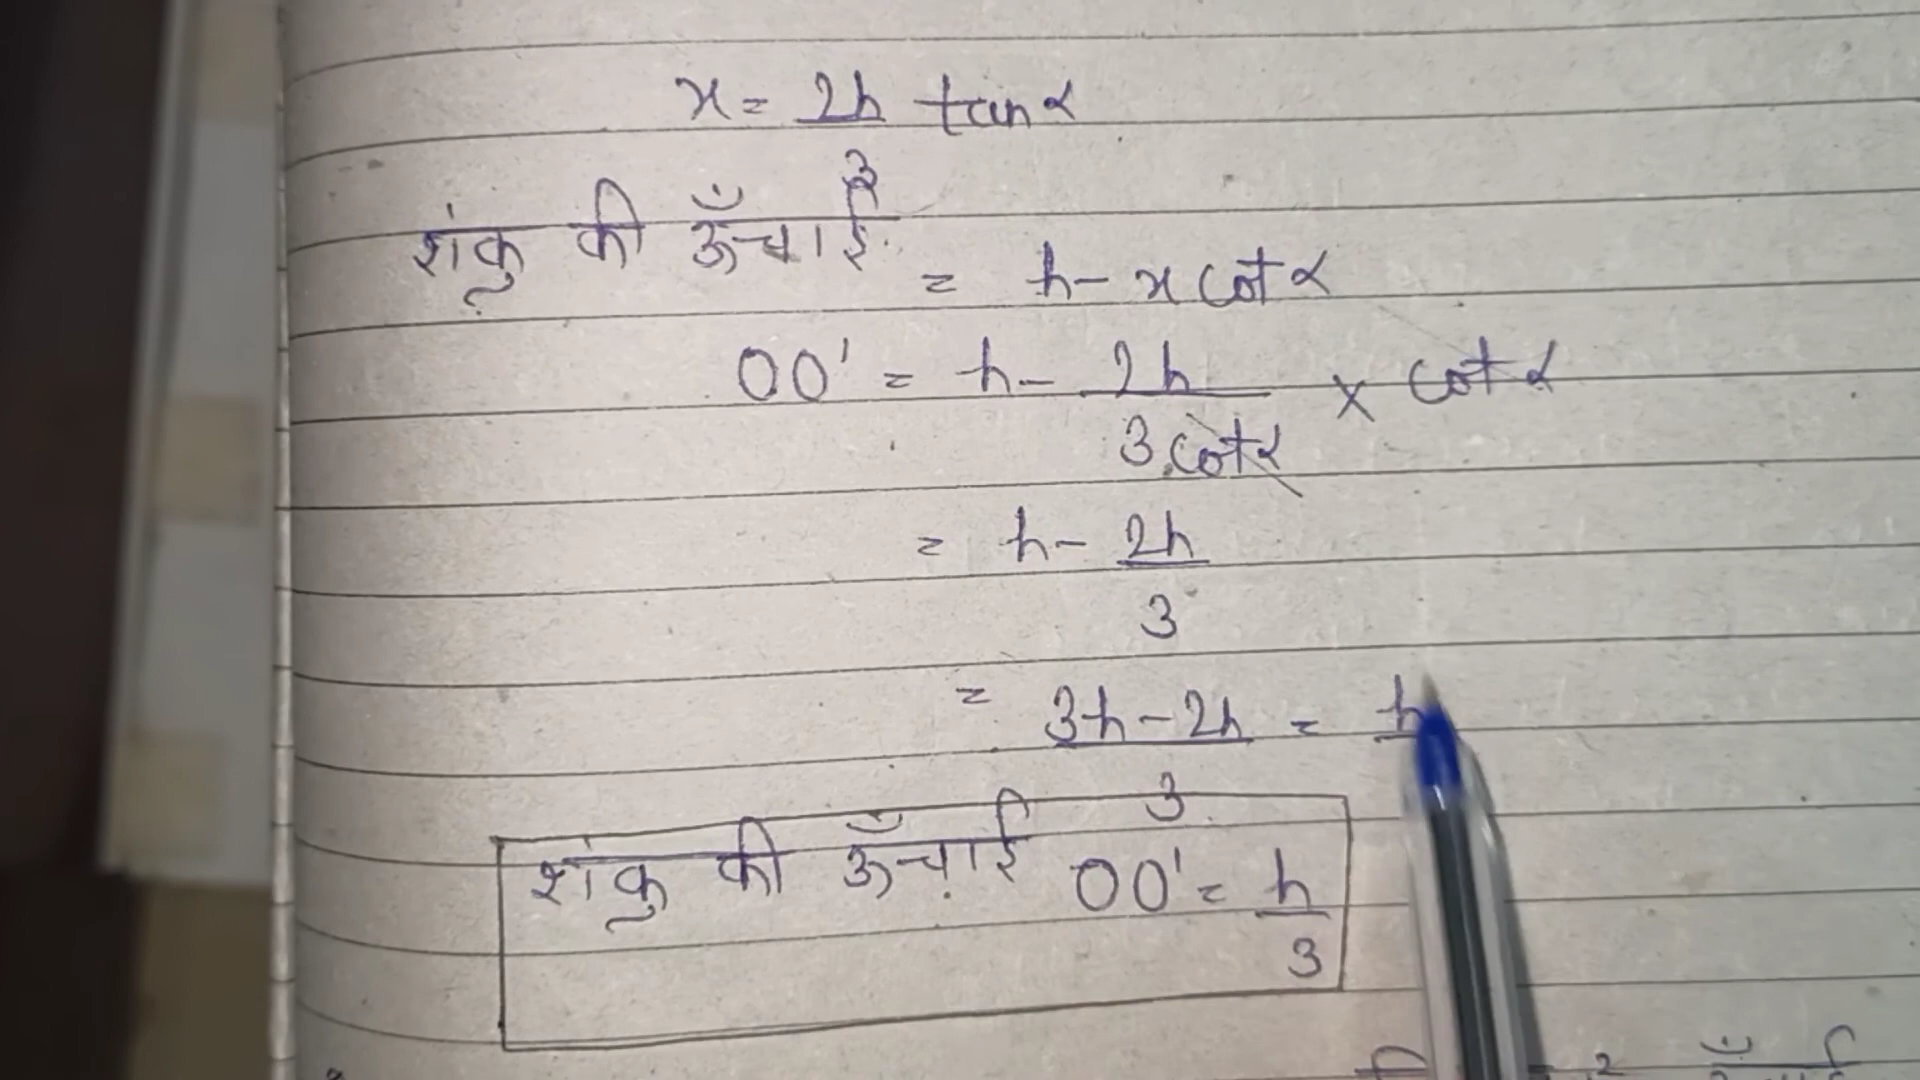 x = 2h/3 tan α
शंकु की ऊँचाई = h - x cot α
OO' = h - 2h/3 cot α × cot α
= h - 2h/3
= 3h - 2h/3 = h
शंकु की ऊँचाई OO' = h/3